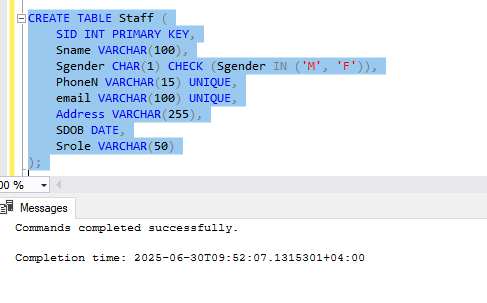 CREATE TABLE Staff (
SID INT PRIMARY KEY,
Sname VARCHAR(100),
Sgender CHAR(1) CHECK (Sgender IN ('M', 'F')),
PhoneN VARCHAR(15) UNIQUE,
email VARCHAR(100) UNIQUE,
Address VARCHAR(255),
SDOB DATE,
Srole VARCHAR(50)
);
00 %
Messages
Commands completed successfully.
Completion time: 2025-06-30T09:52:07.1315301+04:00